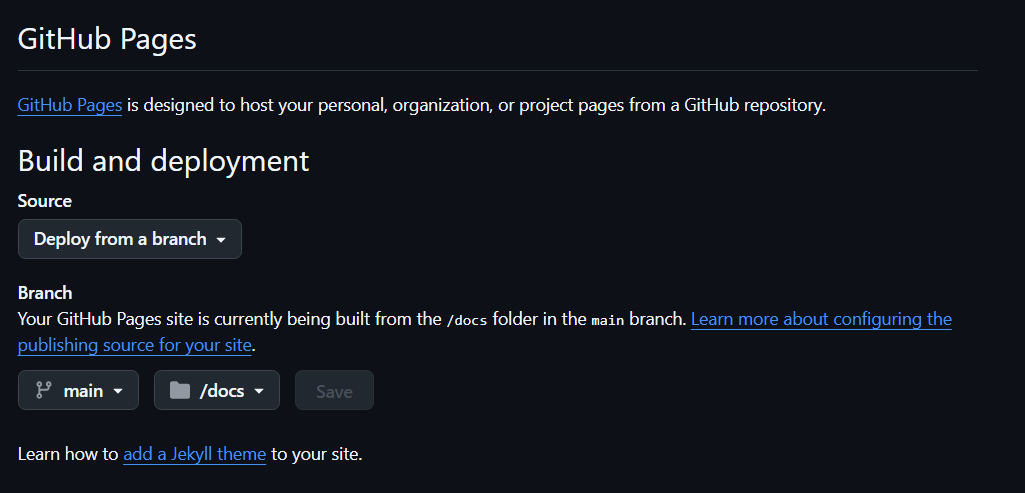 GitHub Pages
GitHub Pages is designed to host your personal, organization, or project pages from a GitHub repository.
Build and deployment
Source
Deploy from a branch
Branch
Your GitHub Pages site is currently being built from the /docs folder in the main branch. Learn more about configuring the
publishing source for your site.
main /docs Save
Learn how to add a Jekyll theme to your site.